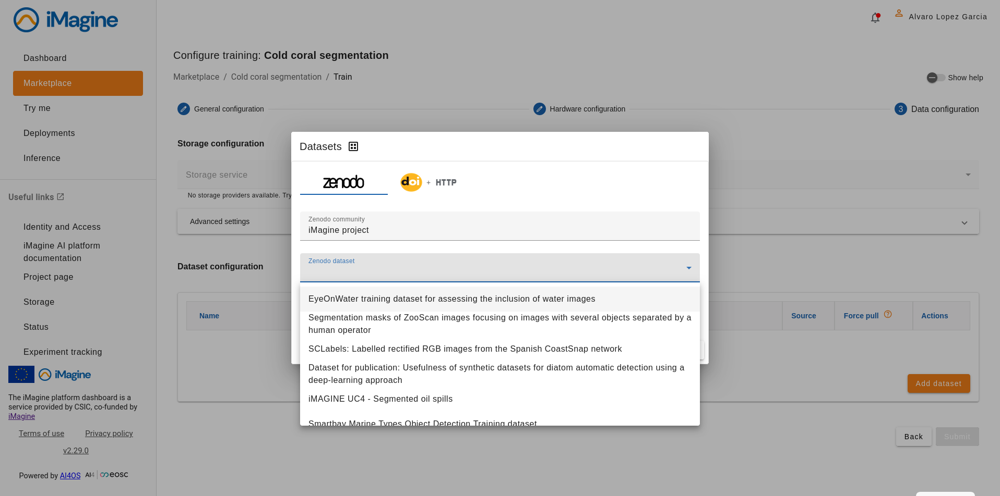 iMagine
Alvaro Lopez Garcia
Dashboard
Marketplace
Try me
Deployments
Inference
Useful links
Identity and Access
iMagine AI platform
documentation
Project page
Storage
Status
Experiment tracking
iMagine
The iMagine platform dashboard is a
service provided by CSIC, co-funded by
iMagine
Terms of use Privacy policy
v2.29.0
Powered by AI4OS AI4 eosc
Configure training: Cold coral segmentation
Marketplace / Cold coral segmentation / Train
Show help
General configuration
Hardware configuration
3 Data configuration
Storage configuration
Storage service
No storage providers available. Try
Advanced settings
Dataset configuration
Name
Source
Force pull
Actions
Add dataset
Back
Submit
Datasets
zenodo
doi + HTTP
Zenodo community
iMagine project
Zenodo dataset
EyeOnWater training dataset for assessing the inclusion of water images
Segmentation masks of ZooScan images focusing on images with several objects separated by a
human operator
SCLabels: Labelled rectified RGB images from the Spanish CoastSnap network
Dataset for publication: Usefulness of synthetic datasets for diatom automatic detection using a
deep-learning approach
iMAGINE UC4 - Segmented oil spills
Smartbay Marine Types Object Detection Training dataset